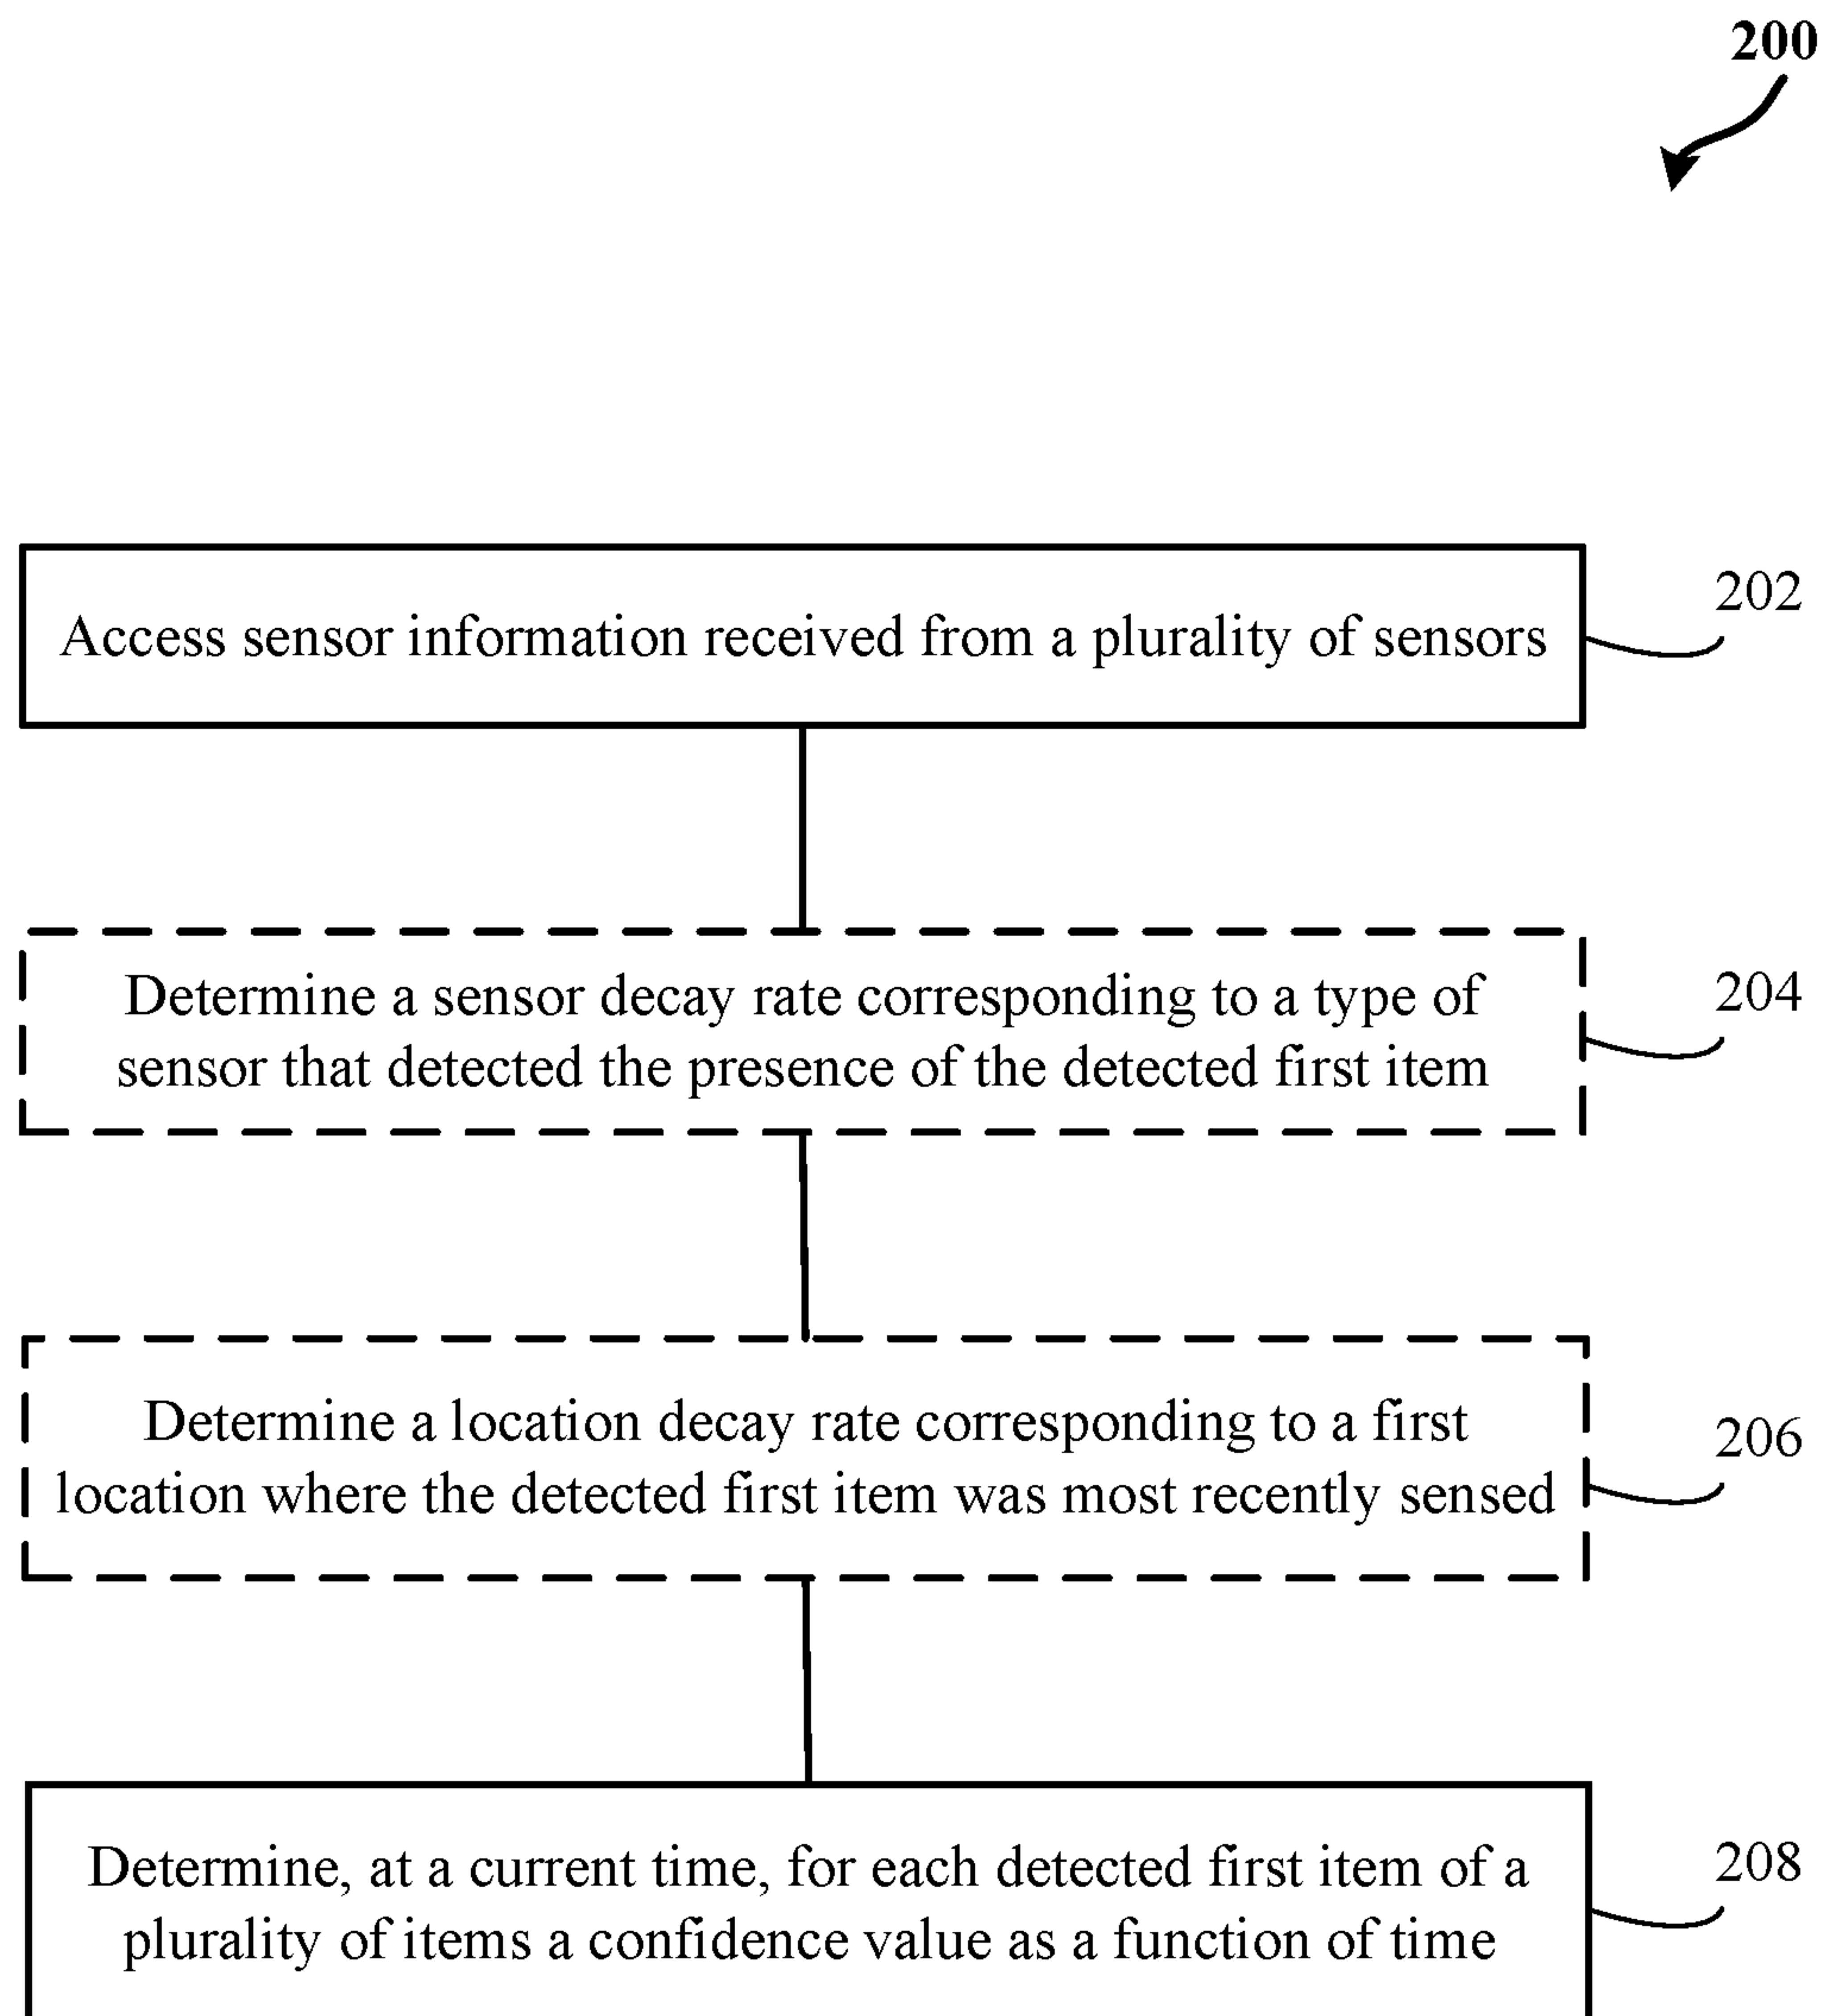 200
Access sensor information received from a plurality of sensors
202
Determine a sensor decay rate corresponding to a type of
sensor that detected the presence of the detected first item
204
Determine a location decay rate corresponding to a first
location where the detected first item was most recently sensed
206
Determine, at a current time, for each detected first item of a
plurality of items a confidence value as a function of time
208